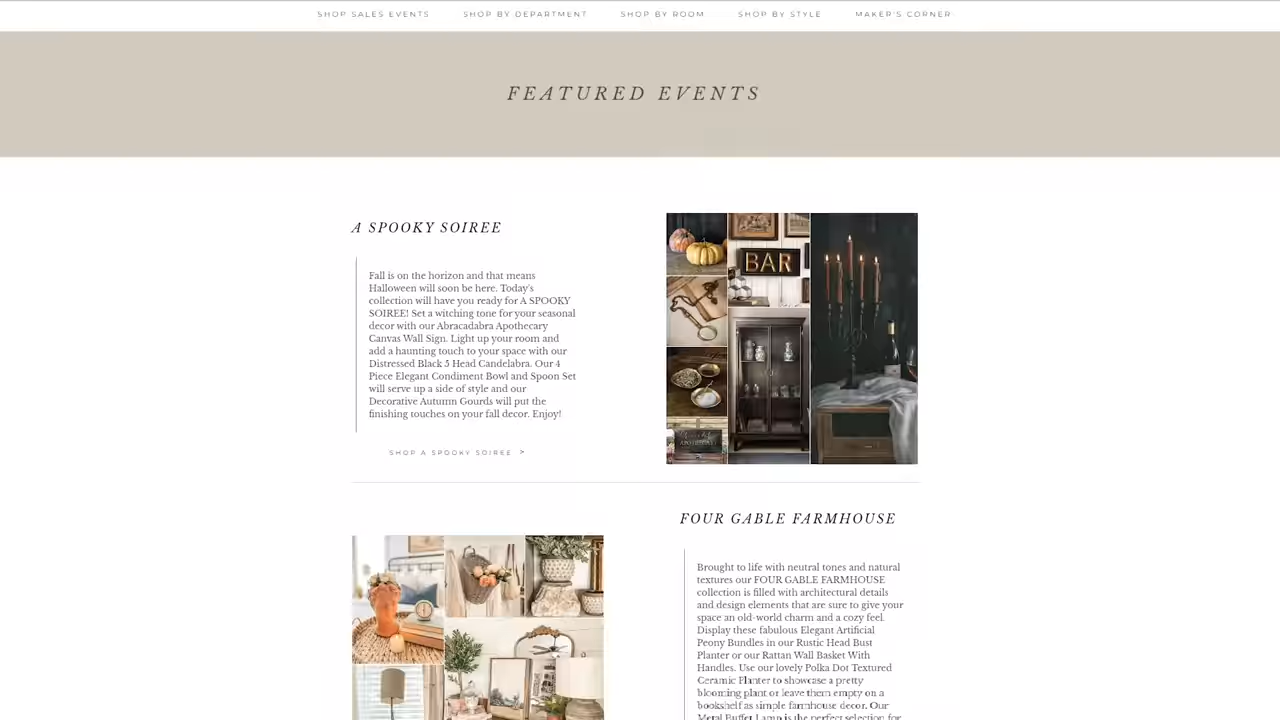 SHOP SALES EVENTS SHOP BY DEPARTMENT SHOP BY ROOM SHOP BY STYLE MAKER'S CORNER
FEATURED EVENTS
A SPOOKY SOIREE
Fall is on the horizon and that means
Halloween will soon be here. Today's
collection will have you ready for A SPOOKY
SOIREE! Set a witching tone for your seasonal
decor with our Abracadabra Apothecary
Canvas Wall Sign. Light up your room and
add a haunting touch to your space with our
Distressed Black 5 Head Candelabra. Our 4
Piece Elegant Condiment Bowl and Spoon Set
will serve up a side of style and our
Decorative Autumn Gourds will put the
finishing touches on your fall decor. Enjoy!
SHOP A SPOOKY SOIREE >
BAR
FOUR GABLE FARMHOUSE
Brought to life with neutral tones and natural
textures our FOUR GABLE FARMHOUSE
collection is filled with architectural details
and design elements that are sure to give your
space an old-world charm and a cozy feel.
Display these fabulous Elegant Artificial
Peony Bundles in our Rustic Head Bust
Planter or our Rattan Wall Basket With
Handles. Use our lovely Polka Dot Textured
Ceramic Planter to showcase a pretty
blooming plant or leave them empty on a
bookshelf as simple farmhouse decor. Our
Metal Buffet Lamp is the perfect selection for